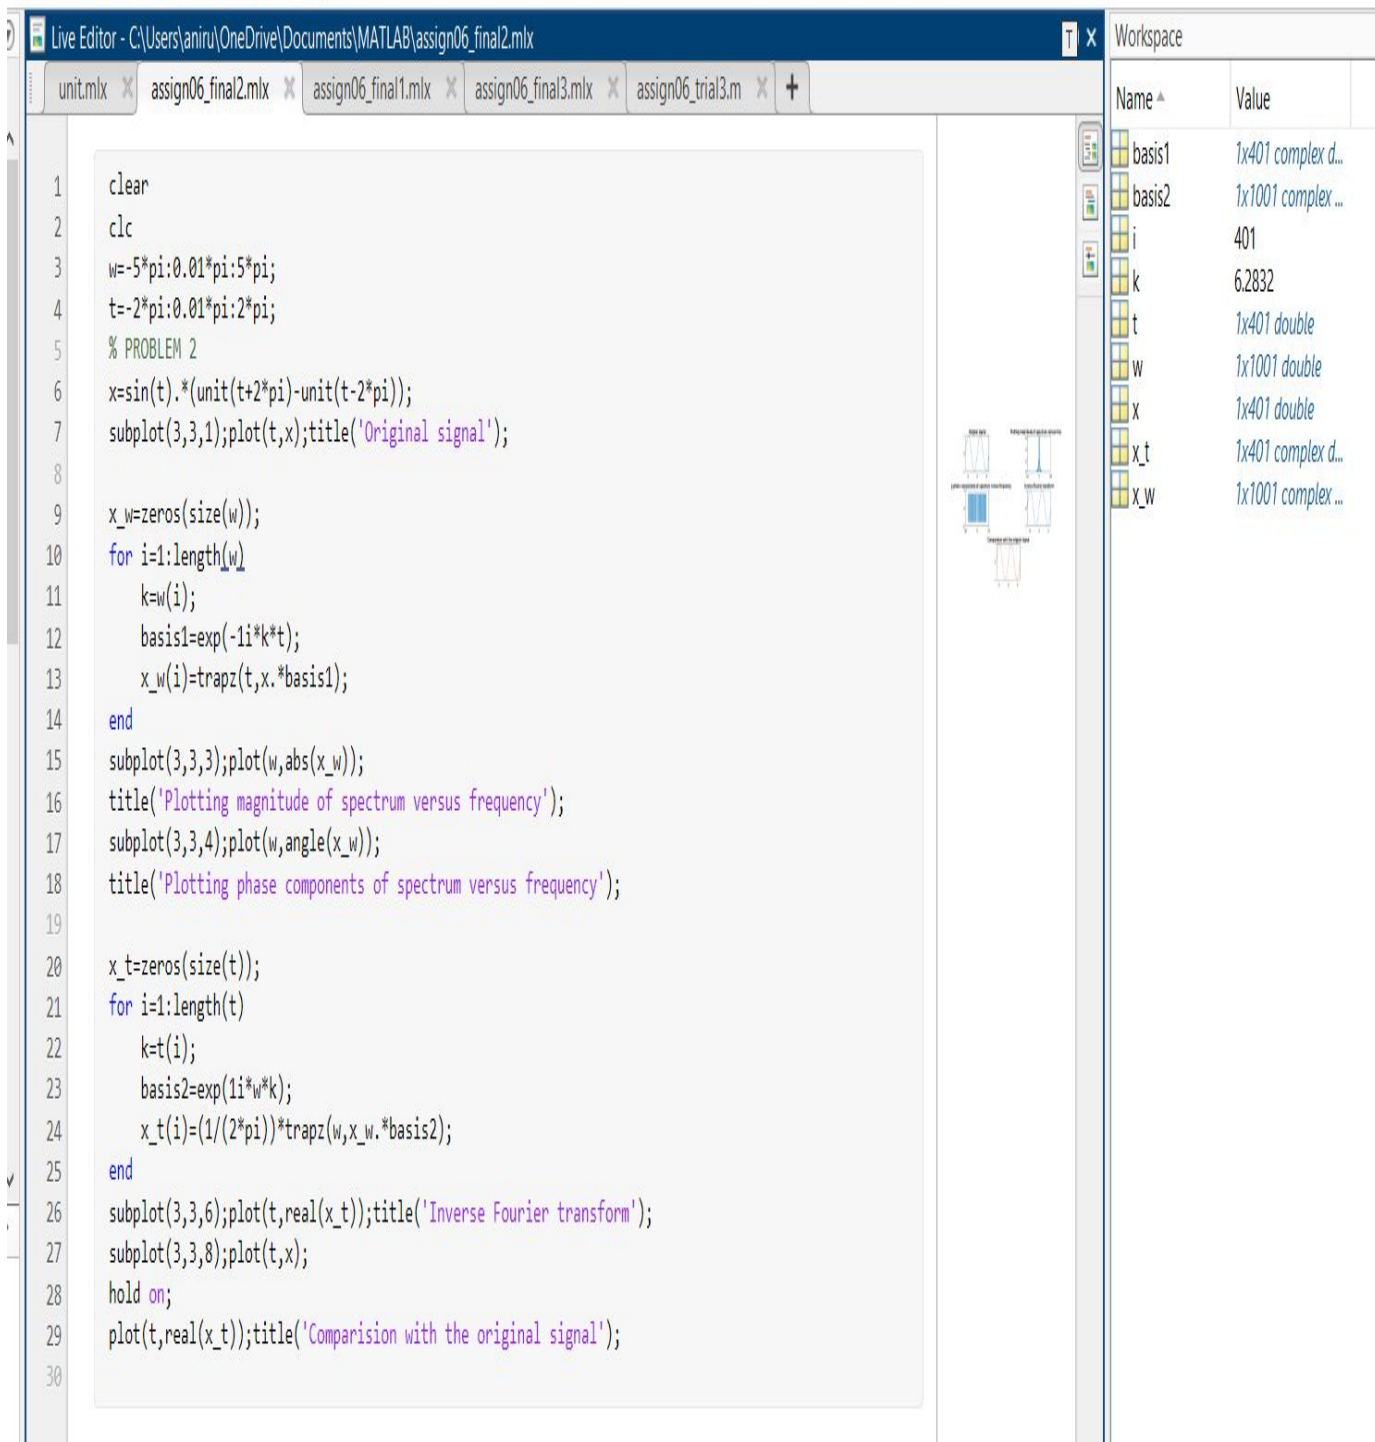 Live Editor - C:\Users\aniru\OneDrive\Documents\MATLAB\assign06_final2.mlx
T
unit.mlx
assign06_final2.mlx
assign06_final1.mlx
assign06_final3.mlx
assign06_trial3.m
+
1 clear
2 clc
3 w=-5*pi:0.01*pi:5*pi;
4 t=-2*pi:0.01*pi:2*pi;
5 % PROBLEM 2
6 x=sin(t).*(unit(t+2*pi)-unit(t-2*pi));
7 subplot(3,3,1);plot(t,x);title('Original signal');
8
9 x_w=zeros(size(w));
10 for i=1:length(w)
11 k=w(i);
12 basis1=exp(-1i*k*t);
13 x_w(i)=trapz(t,x.*basis1);
14 end
15 subplot(3,3,3);plot(w,abs(x_w));
16 title('Plotting magnitude of spectrum versus frequency');
17 subplot(3,3,4);plot(w,angle(x_w));
18 title('Plotting phase components of spectrum versus frequency');
19
20 x_t=zeros(size(t));
21 for i=1:length(t)
22 k=t(i);
23 basis2=exp(1i*w*k);
24 x_t(i)=(1/(2*pi))*trapz(w,x_w.*basis2);
25 end
26 subplot(3,3,6);plot(t,real(x_t));title('Inverse Fourier transform');
27 subplot(3,3,8);plot(t,x);
28 hold on;
29 plot(t,real(x_t));title('Comparision with the original signal');
30
Workspace
Name Value
basis1 1x401 complex d...
basis2 1x1001 complex ...
i 401
k 6.2832
t 1x401 double
w 1x1001 double
x 1x401 double
x_t 1x401 complex d...
x_w 1x1001 complex ...